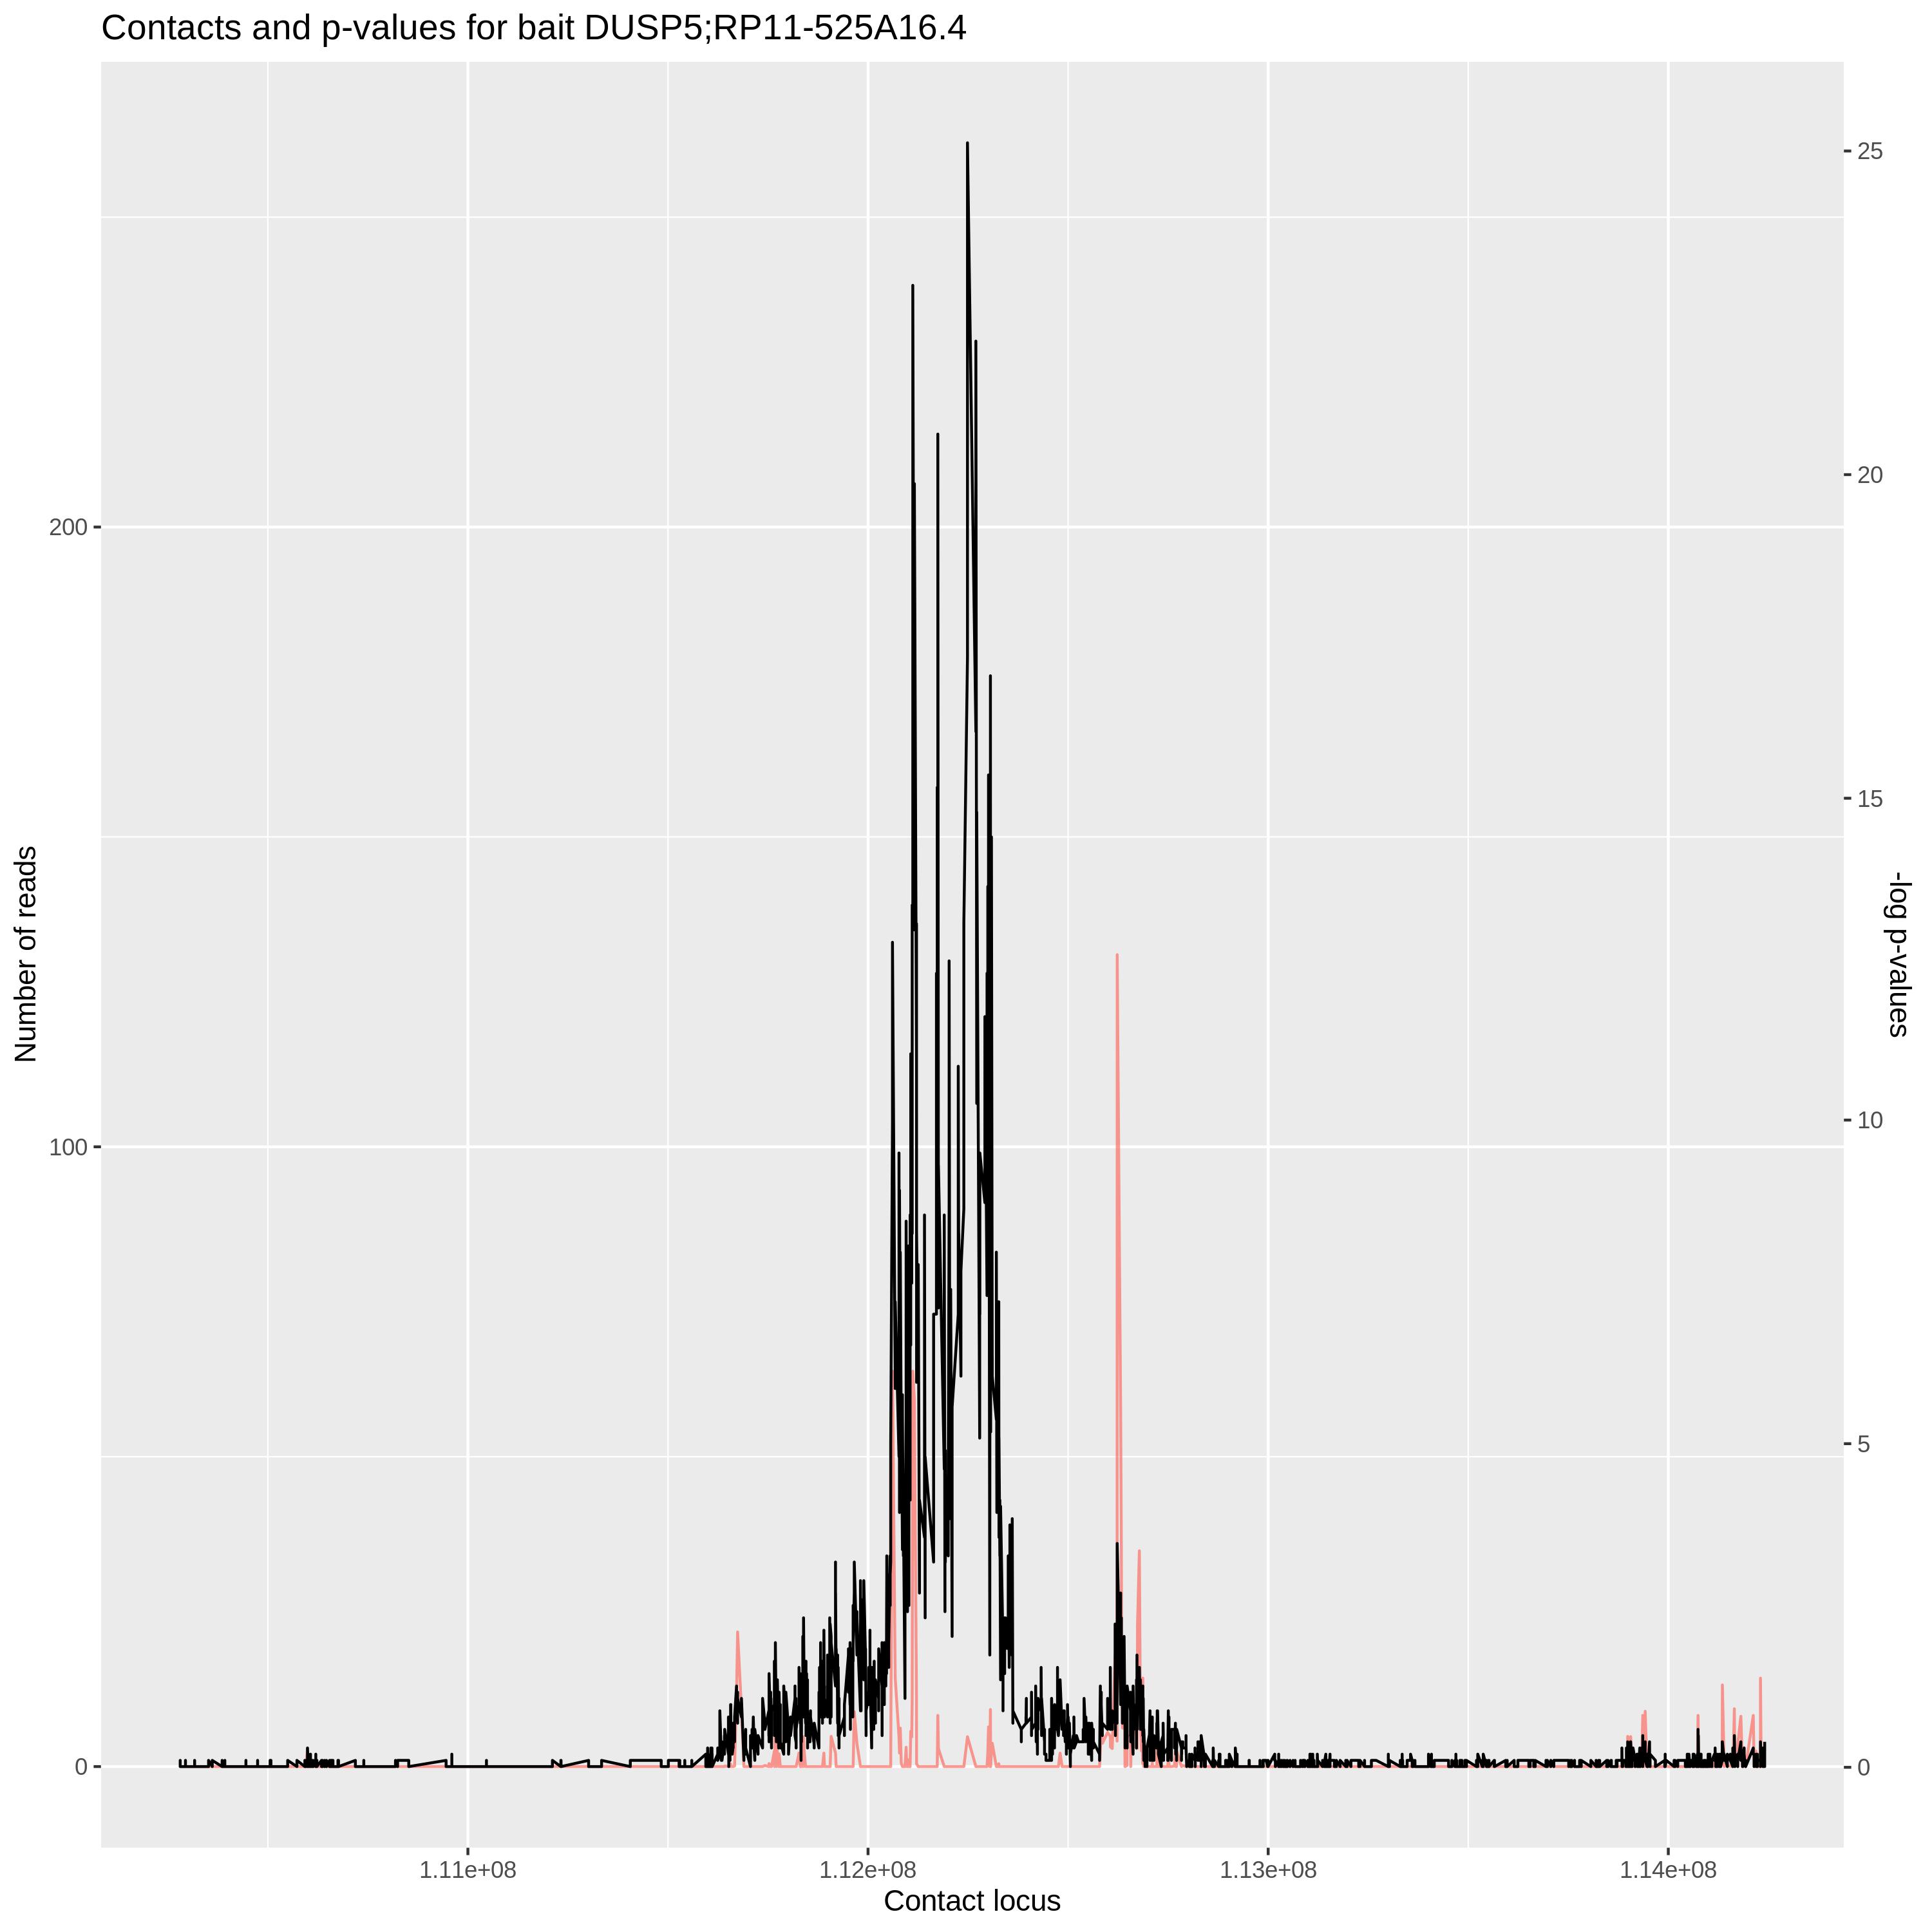 Contacts and p-values for bait DUSP5;RP11-525A16.4
Number of reads
200
100
0
25
20
15
10
5
0
-log p-values
1.11e+08
1.12e+08
1.13e+08
1.14e+08
Contact locus